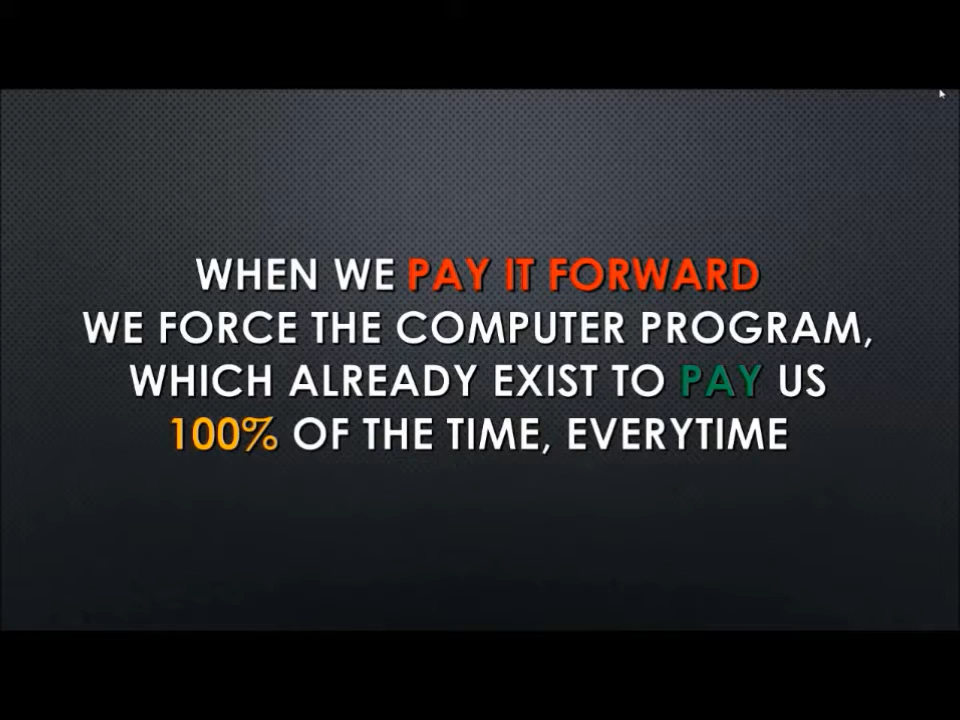 WHEN WE PAY IT FORWARD
WE FORCE THE COMPUTER PROGRAM,
WHICH ALREADY EXIST TO PAY US
100% OF THE TIME, EVERYTIME